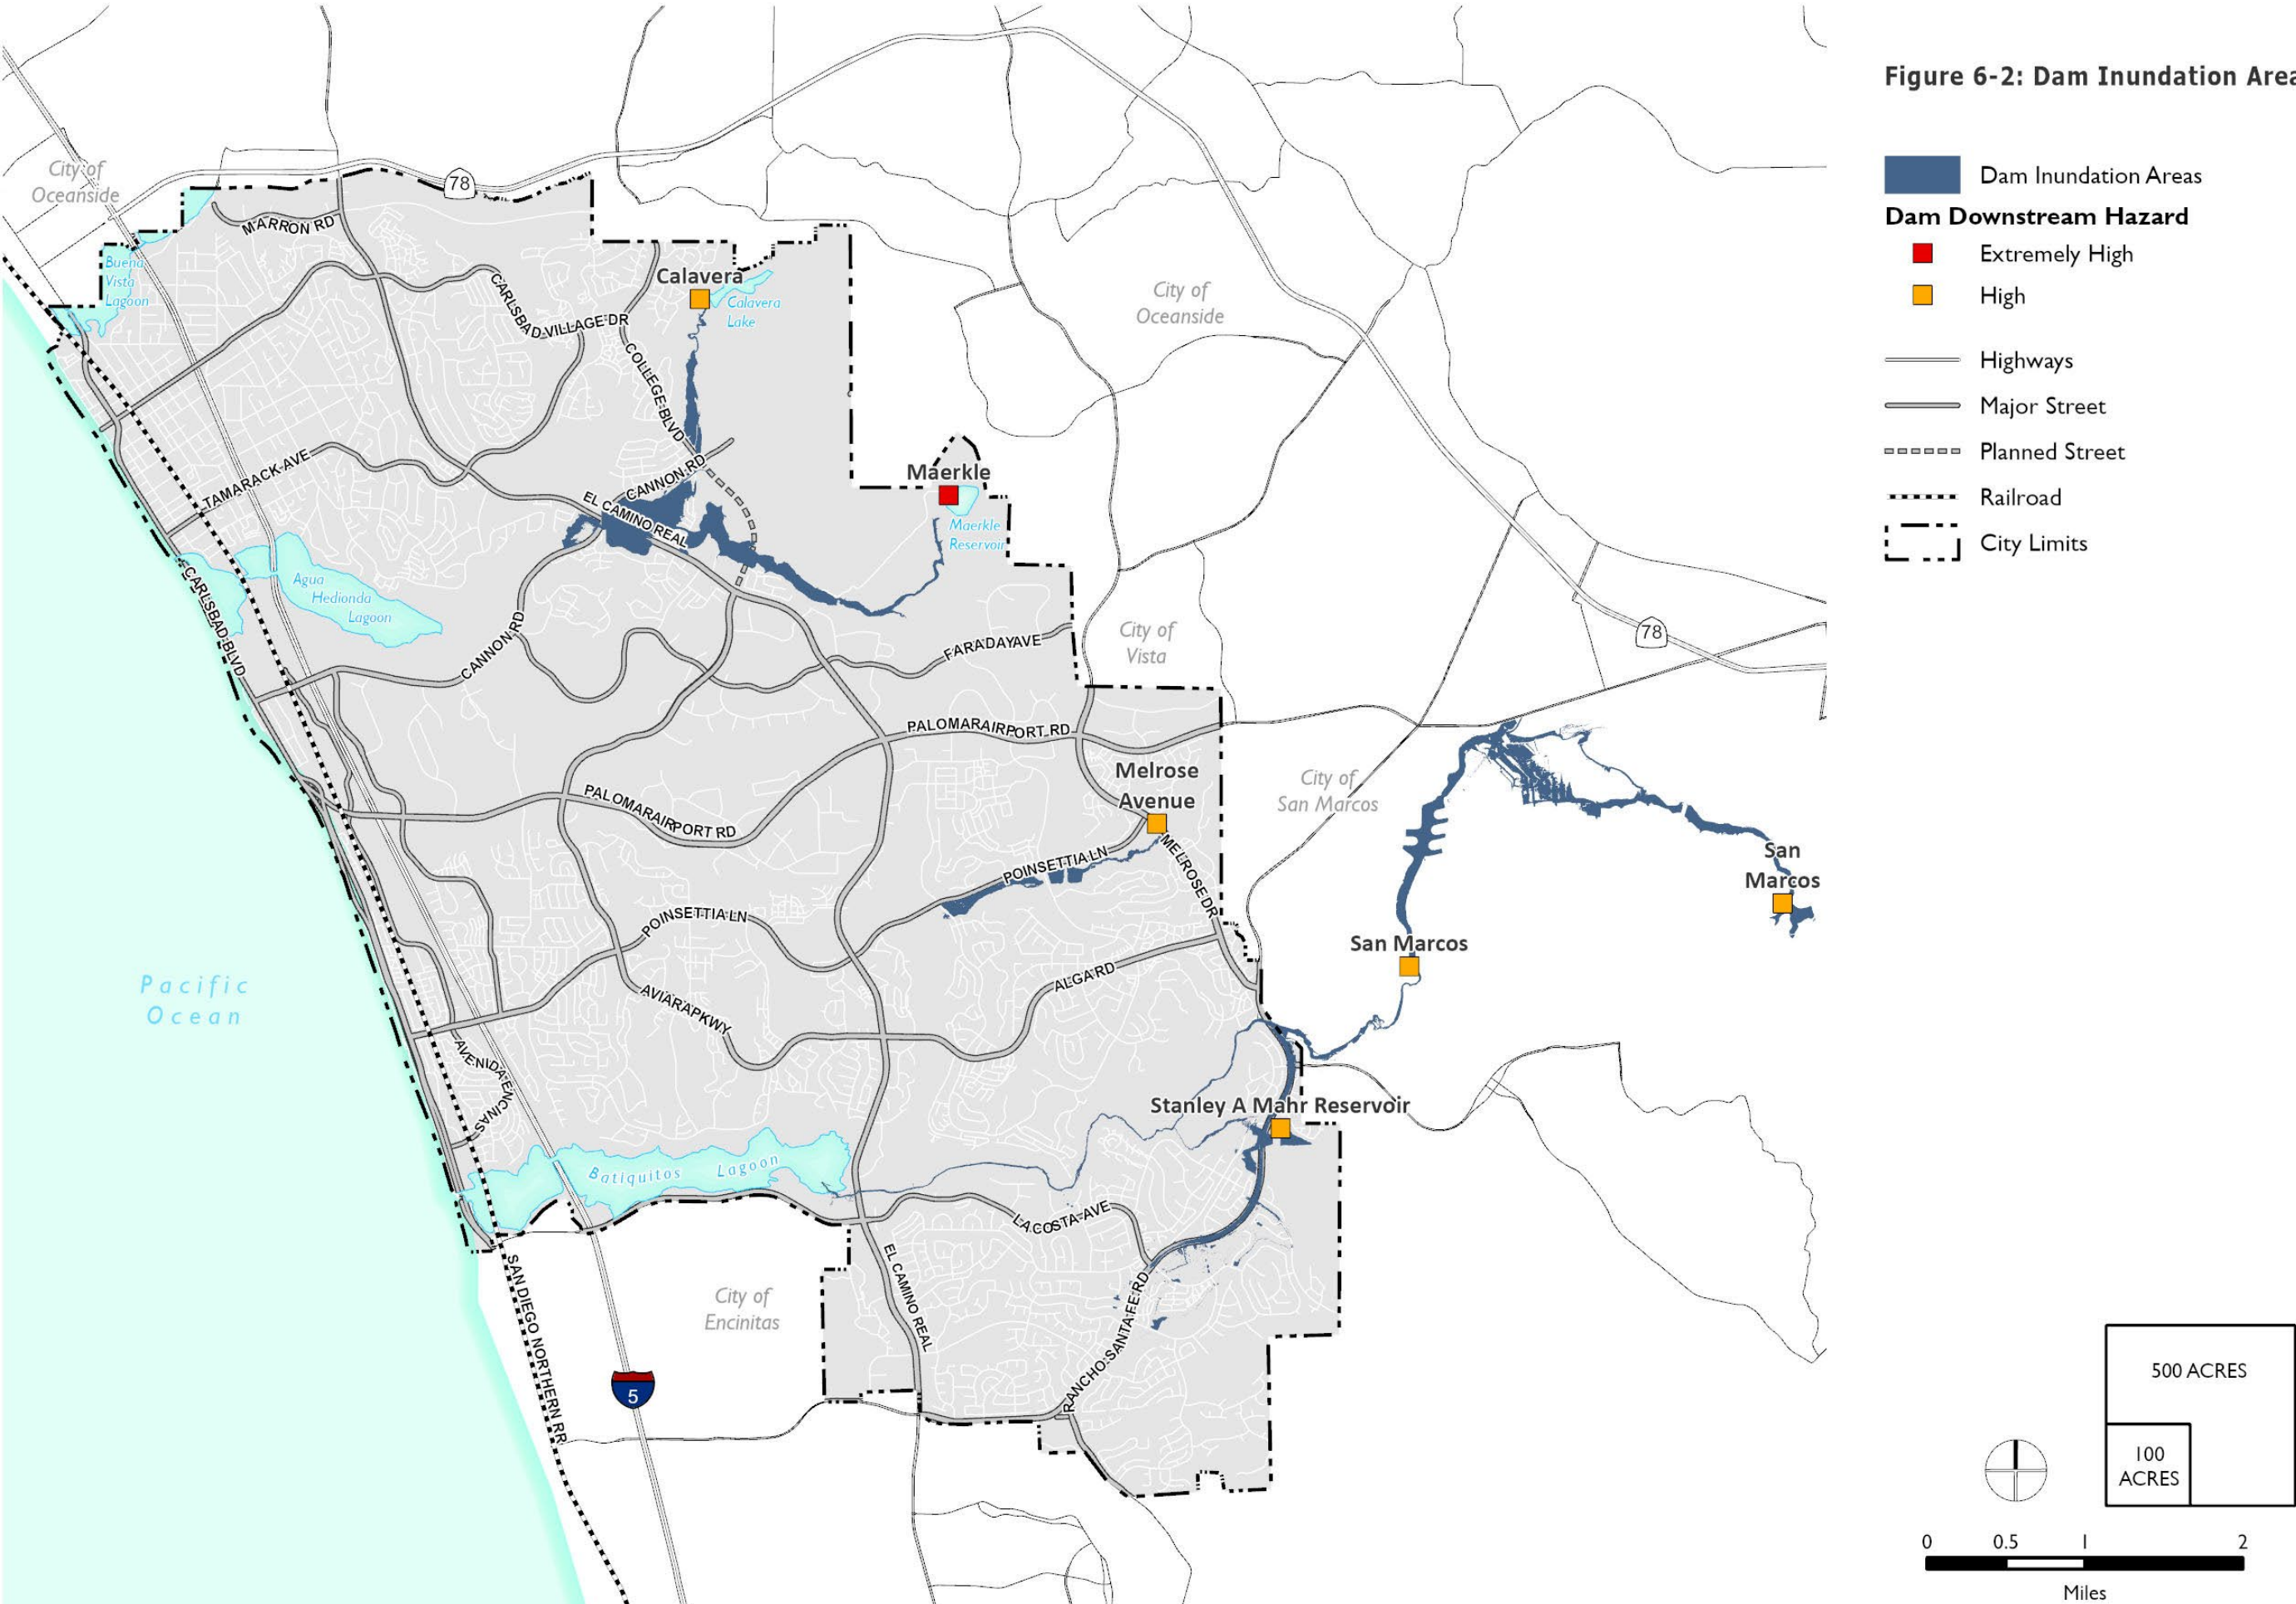 Figure 6-2: Dam Inundation Area
Dam Inundation Areas
Dam Downstream Hazard
Extremely High
High
Highways
Major Street
Planned Street
Railroad
City Limits
500 ACRES
100
ACRES
0 0.5 1 2
Miles
City of
Oceanside
78
MARRON RD
Buena
Vista
Lagoon
CARLSBAD VILLAGE DR
Calavera
Calavera
Lake
COLLEGE BLVD
City of
Oceanside
TAMARACK AVE
CANNON RD
EL CAMINO REAL
Maerkle
Maerkle
Reservoir
Agua
Hedionda
Lagoon
CARLSBAD BLVD
CANNON RD
FARADAY AVE
City of
Vista
78
PALOMAR AIRPORT RD
PALOMAR AIRPORT RD
Melrose
Avenue
City of
San Marcos
MELROSE DR
POINSETTIA LN
San
Marcos
POINSETTIA LN
San Marcos
ALGA RD
AVIARA PKWY
Pacific
Ocean
AVENIDA ENCINAS
Stanley A Mahr Reservoir
Batiquitos Lagoon
LA COSTA AVE
City of
Encinitas
EL CAMINO REAL
RANCHO SANTA FE RD
SAN DIEGO NORTHERN RR
5